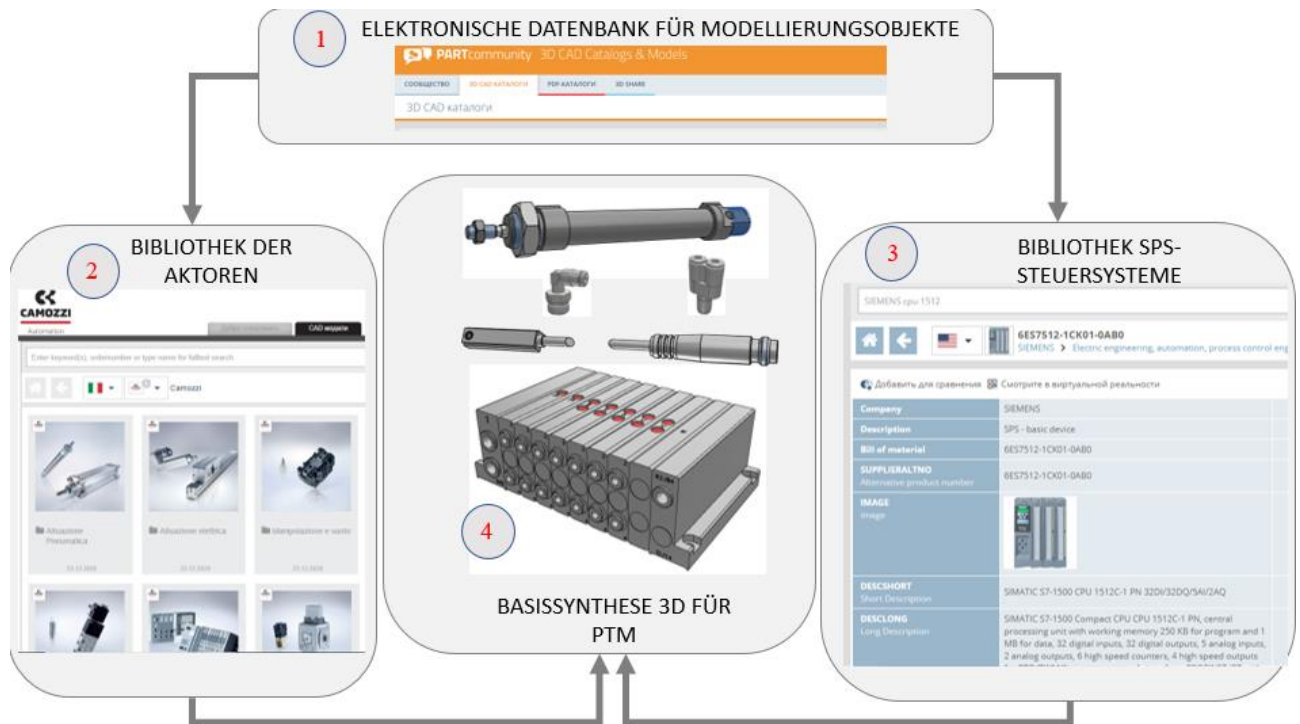 1
ELEKTRONISCHE DATENBANK FÜR MODELLIERUNGSOBJEKTE
PARTcommunity 3D CAD Catalogs & Models
СООБЩЕСТВО 3D CAD КАТАЛОГИ PDF-КАТАЛОГИ 3D SHARE
3D CAD каталоги
2
BIBLIOTHEK DER
AKTOREN
CAMOZZI
Automation
CAD модели
Enter keyword(s), ordernumber or type name for fulltext search
Camozzi
Attuazione
Pneumatica
Attuazione elettrica
Manipolazione e vuoto
4
BASISSYNTHESE 3D FÜR
PTM
3
BIBLIOTHEK SPS-
STEUERSYSTEME
SIEMENS cpu 1512
6ES7512-1CK01-0AB0
SIEMENS > Electric engineering, automation, process control eng
Добавить для сравнения Смотрите в виртуальной реальности
Company SIEMENS
Description SPS - basic device
Bill of material 6ES7512-1CK01-0AB0
SUPPLIERALTNO
Alternative product number
6ES7512-1CK01-0AB0
IMAGE
Image
DESCSHORT
Short Description
SIMATIC S7-1500 CPU 1512C-1 PN 32DI/32DQ/5AI/2AQ
DESCLONG
Long Description
SIMATIC S7-1500 Compact CPU CPU 1512C-1 PN, central
processing unit with working memory 250 KB for program and 1
MB for data, 32 digital inputs, 32 digital outputs, 5 analog inputs,
2 analog outputs, 6 high speed counters, 4 high speed outputs